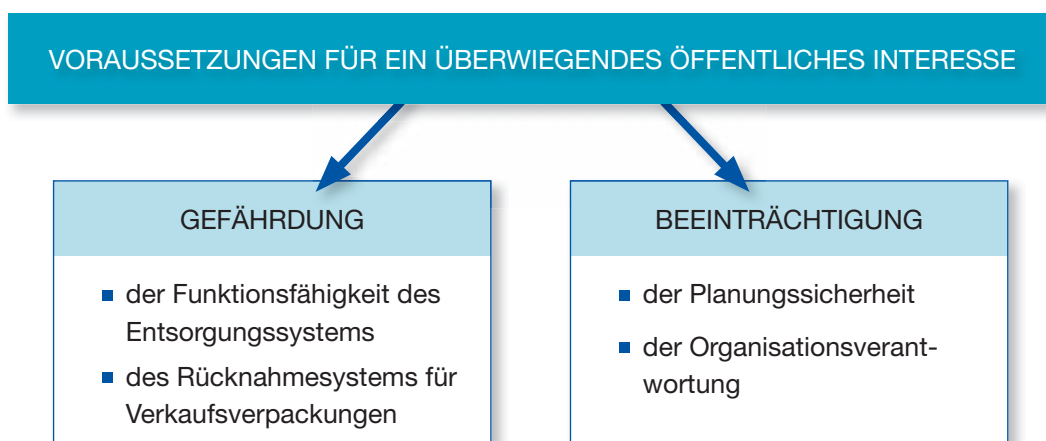 VORAUSSETZUNGEN FÜR EIN ÜBERWIEGENDES ÖFFENTLICHES INTERESSE
GEFÄHRDUNG
der Funktionsfähigkeit des
Entsorgungssystems
des Rücknahmesystems für
Verkaufsverpackungen
BEEINTRÄCHTIGUNG
der Planungssicherheit
der Organisationsverant-
wortung